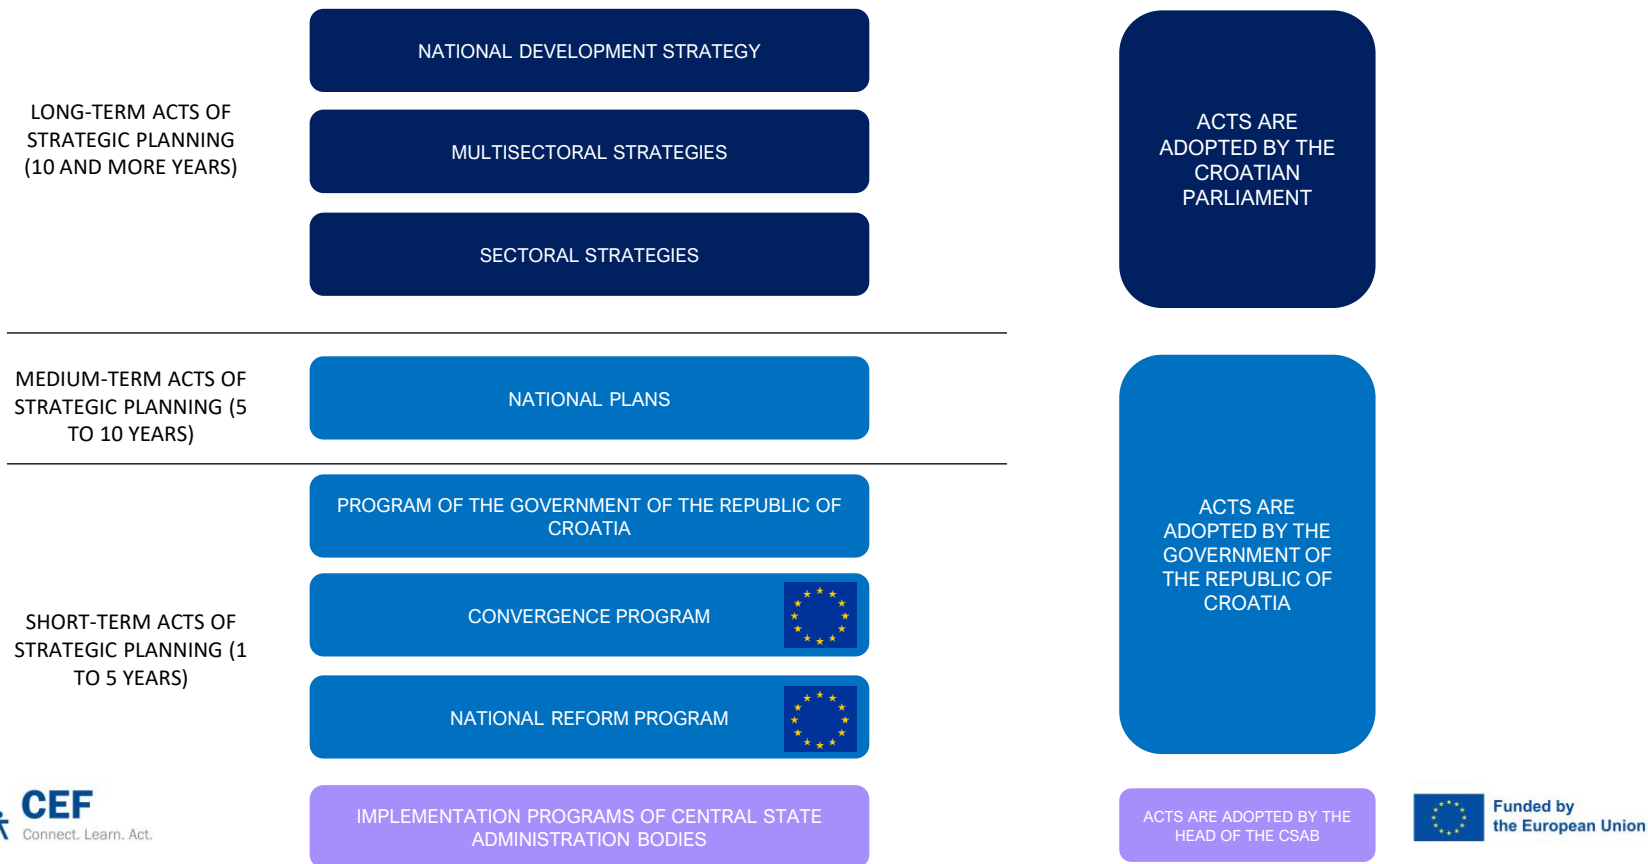 NATIONAL DEVELOPMENT STRATEGY
LONG-TERM ACTS OF
STRATEGIC PLANNING
(10 AND MORE YEARS)
MULTISECTORAL STRATEGIES
SECTORAL STRATEGIES
ACTS ARE
ADOPTED BY THE
CROATIAN
PARLIAMENT
MEDIUM-TERM ACTS OF
STRATEGIC PLANNING (5
TO 10 YEARS)
NATIONAL PLANS
PROGRAM OF THE GOVERNMENT OF THE REPUBLIC OF
CROATIA
SHORT-TERM ACTS OF
STRATEGIC PLANNING (1
TO 5 YEARS)
CONVERGENCE PROGRAM
NATIONAL REFORM PROGRAM
ACTS ARE
ADOPTED BY THE
GOVERNMENT OF
THE REPUBLIC OF
CROATIA
CEF
Connect. Learn. Act.
IMPLEMENTATION PROGRAMS OF CENTRAL STATE
ADMINISTRATION BODIES
ACTS ARE ADOPTED BY THE
HEAD OF THE CSAB
Funded by
the European Union